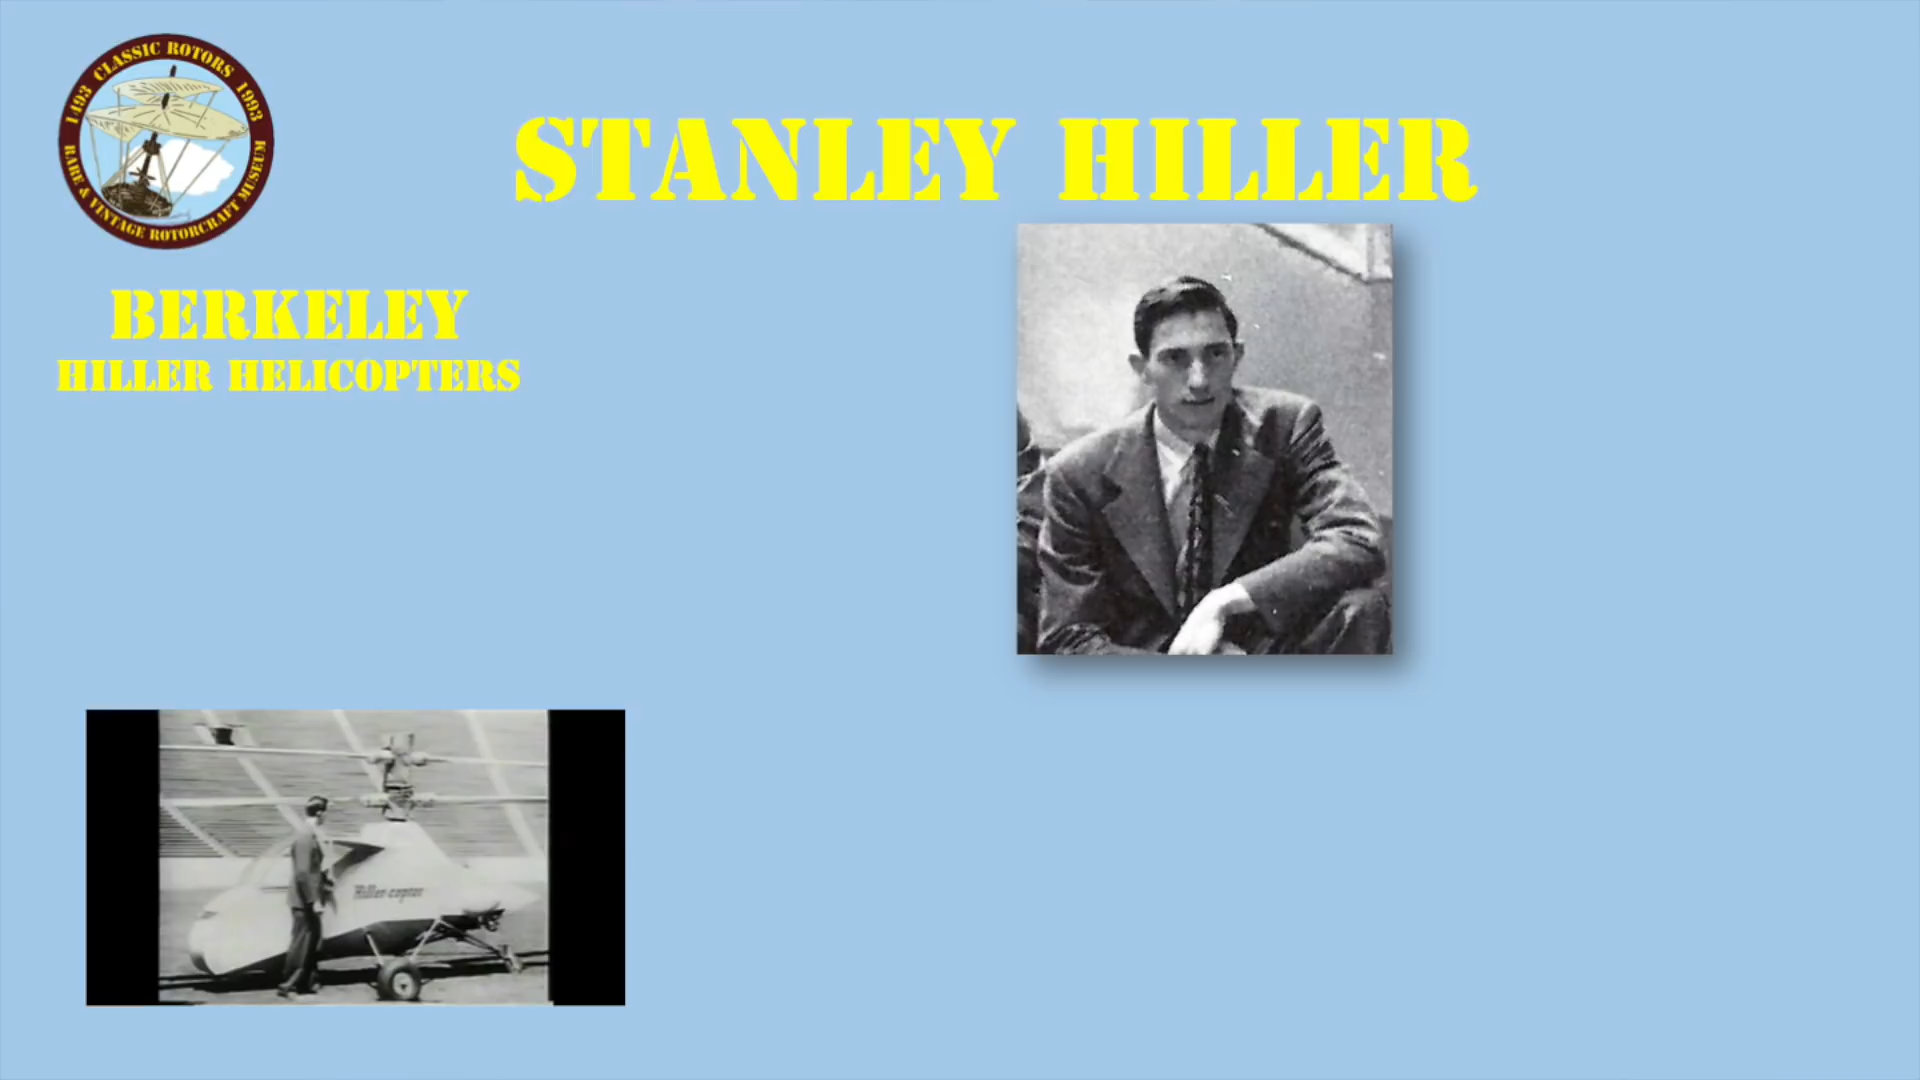 1493 CLASSIC ROTORS 1993
RARE & VINTAGE ROTORCRAFT MUSEUM
STANLEY HILLER
BERKELEY
HILLER HELICOPTERS
Hiller-copter